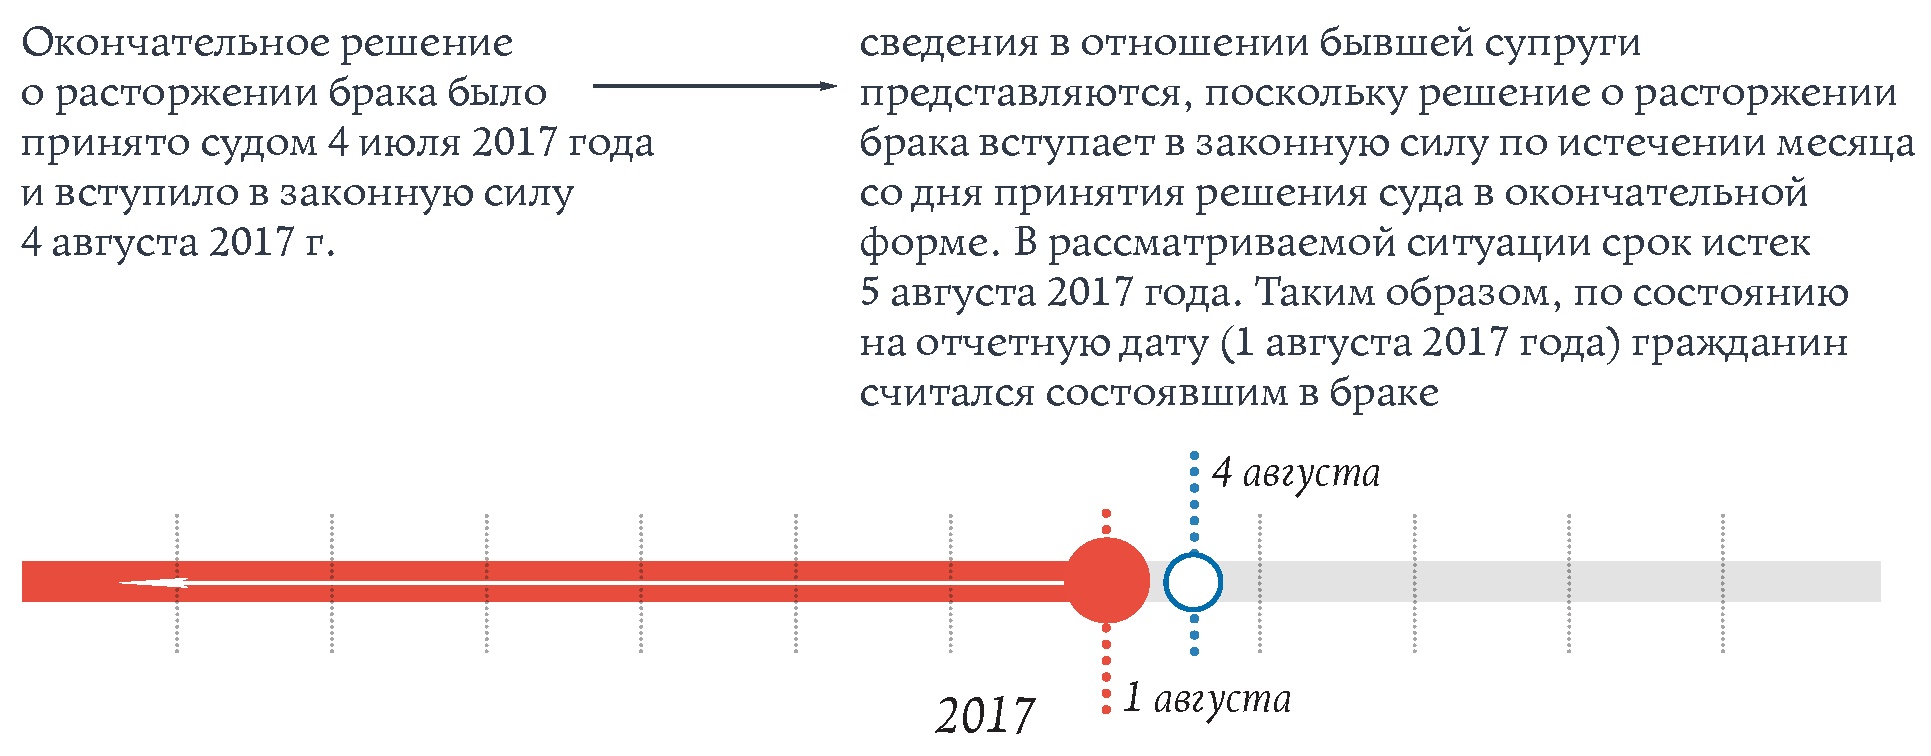 Окончательное решение
о расторжении брака было
принято судом 4 июля 2017 года
и вступило в законную силу
4 августа 2017 г.
сведения в отношении бывшей супруги
представляются, поскольку решение о расторжении
брака вступает в законную силу по истечении месяца
со дня принятия решения суда в окончательной
форме. В рассматриваемой ситуации срок истек
5 августа 2017 года. Таким образом, по состоянию
на отчетную дату (1 августа 2017 года) гражданин
считался состоявшим в браке
4 августа
1 августа
2017